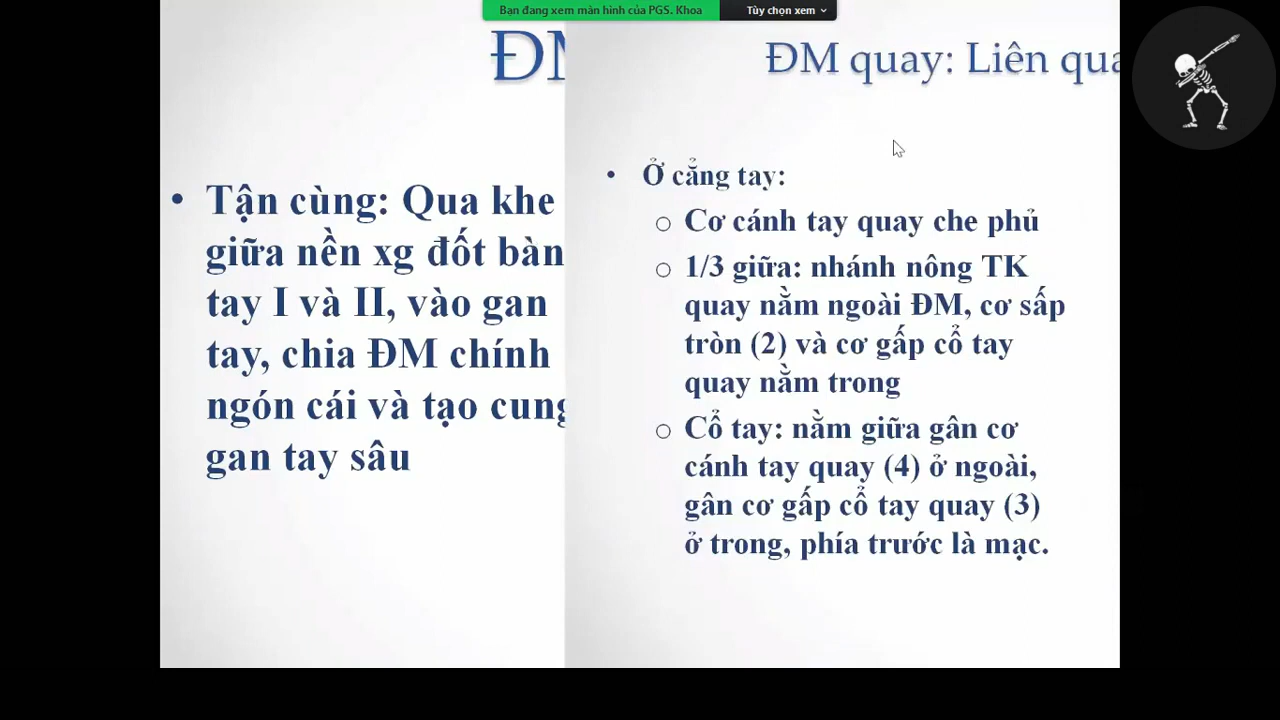 Bạn đang xem màn hình của PGS. Khoa
Tùy chọn xem
ĐM
• Tận cùng: Qua khe
giữa nền xg đốt bàn
tay I và II, vào gan
tay, chia ĐM chính
ngón cái và tạo cung
gan tay sâu
ĐM quay: Liên qua
• Ở cẳng tay:
o Cơ cánh tay quay che phủ
o 1/3 giữa: nhánh nông TK
quay nằm ngoài ĐM, cơ sấp
tròn (2) và cơ gấp cổ tay
quay nằm trong
o Cổ tay: nằm giữa gân cơ
cánh tay quay (4) ở ngoài,
gân cơ gấp cổ tay quay (3)
ở trong, phía trước là mạc.